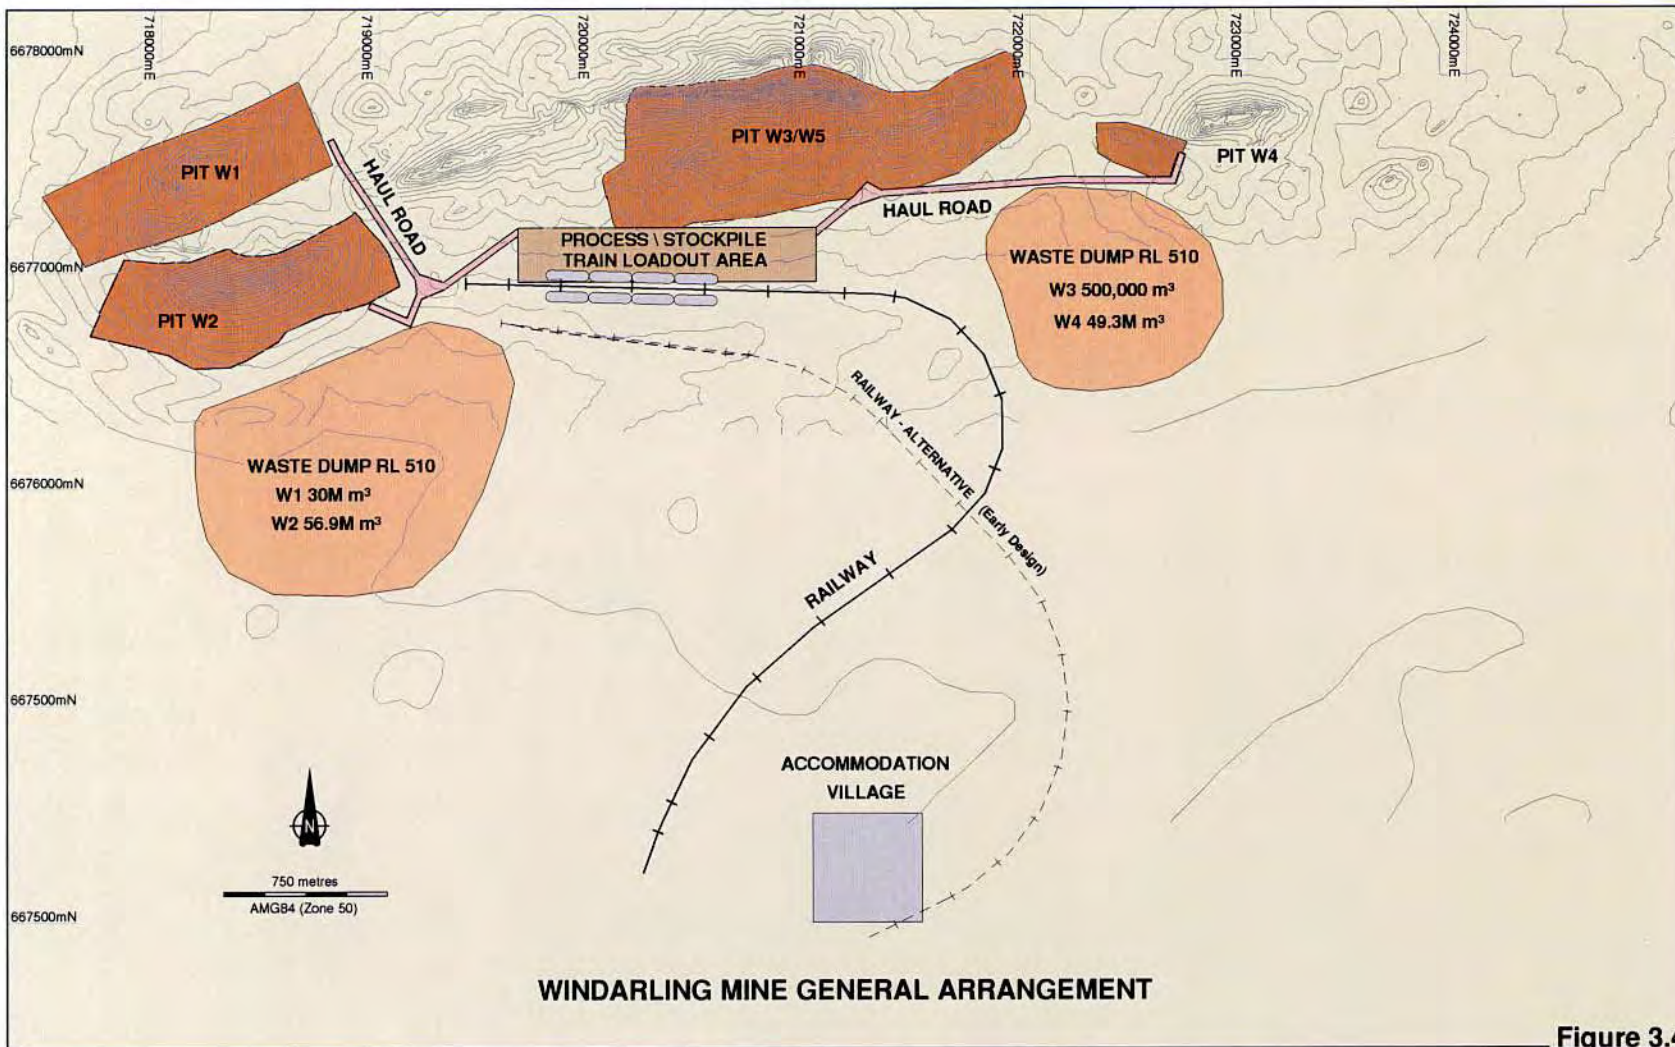 718000mE
719000mE
720000mE
721000mE
722000mE
723000mE
724000mE
6678000mN
PIT W1
HAUL ROAD
PIT W3/W5
PIT W4
HAUL ROAD
PROCESS \ STOCKPILE
TRAIN LOADOUT AREA
6677000mN
PIT W2
WASTE DUMP RL 510
W3 500,000 m³
W4 49.3M m³
RAILWAY - ALTERNATIVE
(Early Design)
6676000mN
WASTE DUMP RL 510
W1 30M m³
W2 56.9M m³
RAILWAY
667500mN
ACCOMMODATION
VILLAGE
N
750 metres
AMG84 (Zone 50)
667500mN
WINDARLING MINE GENERAL ARRANGEMENT
Figure 3.